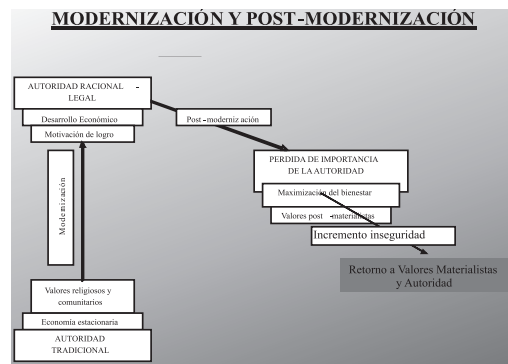 MODERNIZACIÓN Y POST-MODERNIZACIÓN
AUTORIDAD RACIONAL -
LEGAL
Desarrollo Económico
Motivación de logro
Post-modernización
PERDIDA DE IMPORTANCIA
DE LA AUTORIDAD
Maximización del bienestar
Valores post-materialistas
Incremento inseguridad
Retorno a Valores Materialistas
y Autoridad
Modernización
Valores religiosos y
comunitarios
Economía estacionaria
AUTORIDAD
TRADICIONAL